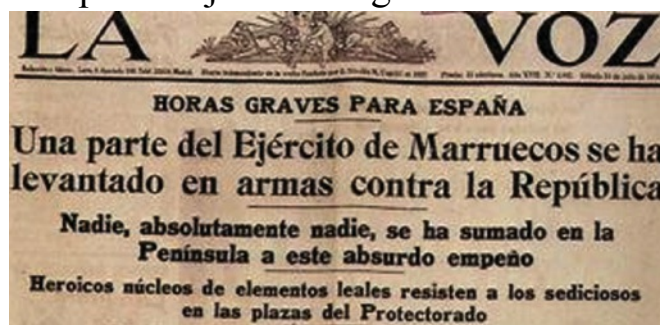 LA VOZ
HORAS GRAVES PARA ESPAÑA
Una parte del Ejército de Marruecos se ha
levantado en armas contra la República
Nadie, absolutamente nadie, se ha sumado en la
Península a este absurdo empeño
Heroicos núcleos de elementos leales resisten a los sediciosos
en las plazas del Protectorado